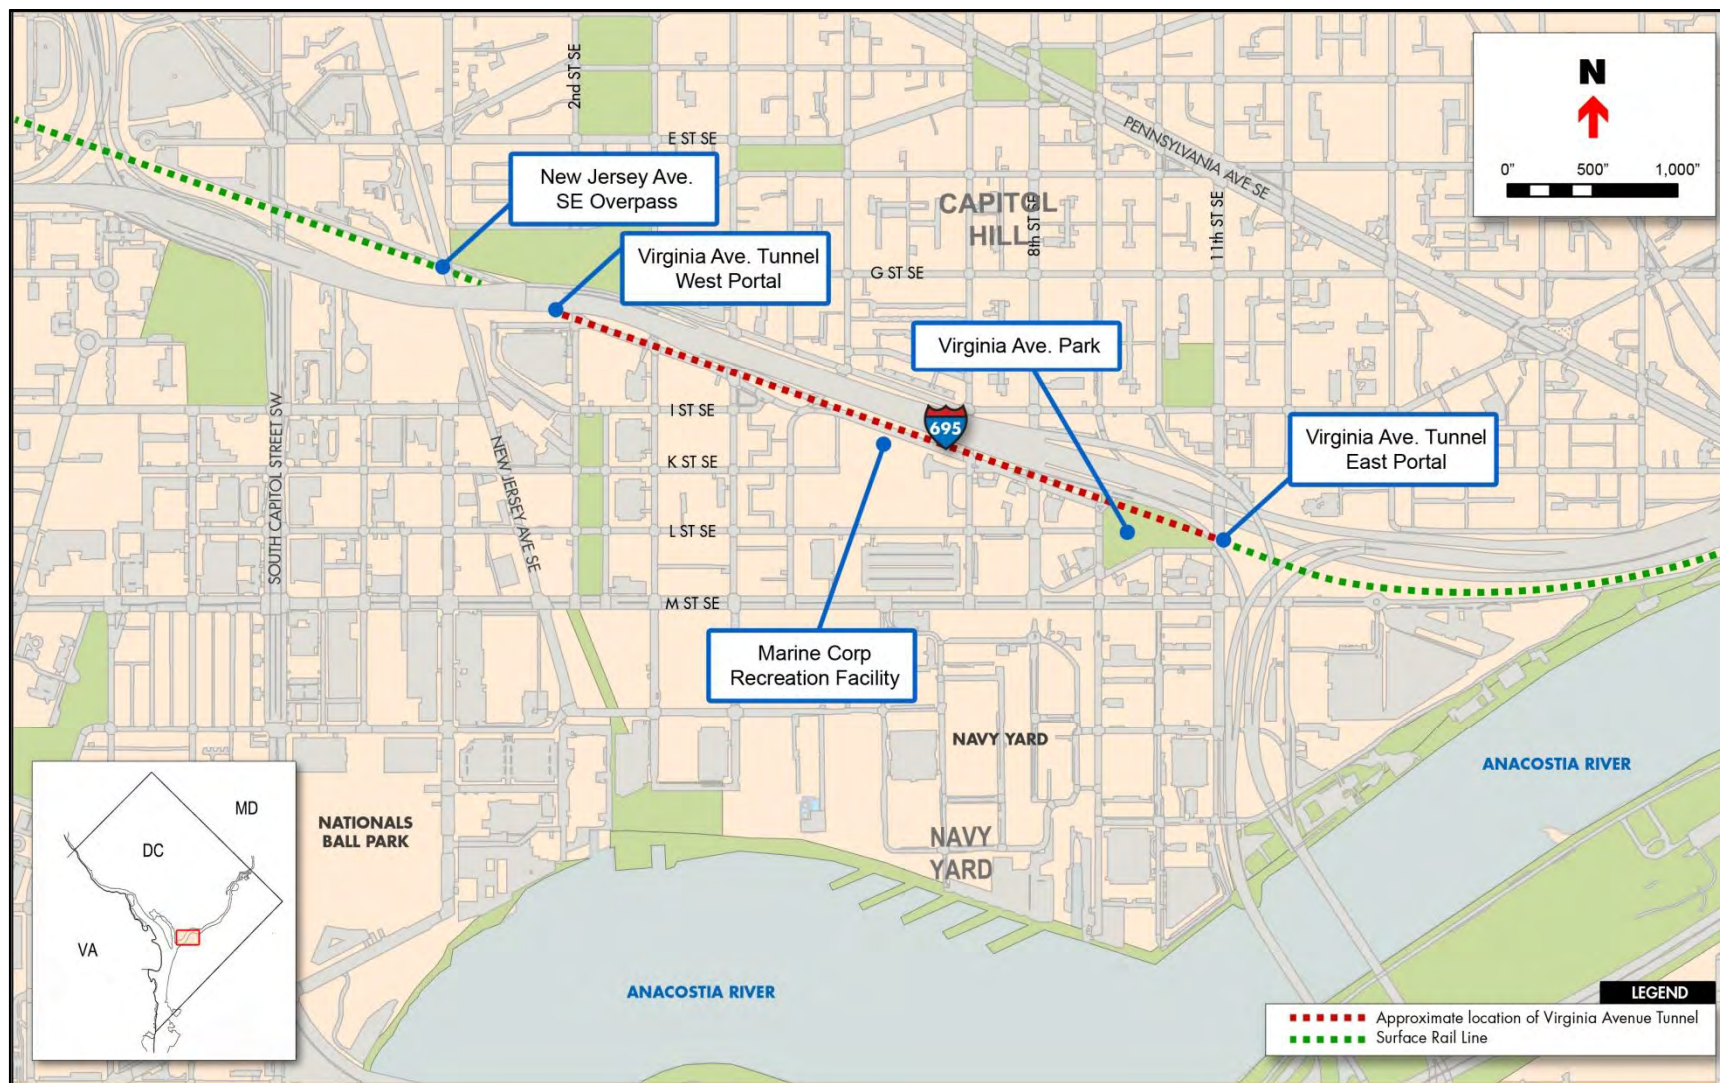 N
0" 500" 1,000"
2nd ST SE
E ST SE
PENNSYLVANIA AVE SE
New Jersey Ave.
SE Overpass
CAPITOL
HILL
8th ST SE
11th ST SE
Virginia Ave. Tunnel
West Portal
G ST SE
Virginia Ave. Park
I ST SE
695
Virginia Ave. Tunnel
East Portal
SOUTH CAPITOL STREET SW
NEW JERSEY AVE SE
K ST SE
L ST SE
M ST SE
Marine Corp
Recreation Facility
NAVY YARD
ANACOSTIA RIVER
NATIONALS
BALL PARK
NAVY
YARD
MD
DC
VA
ANACOSTIA RIVER
LEGEND
Approximate location of Virginia Avenue Tunnel
Surface Rail Line